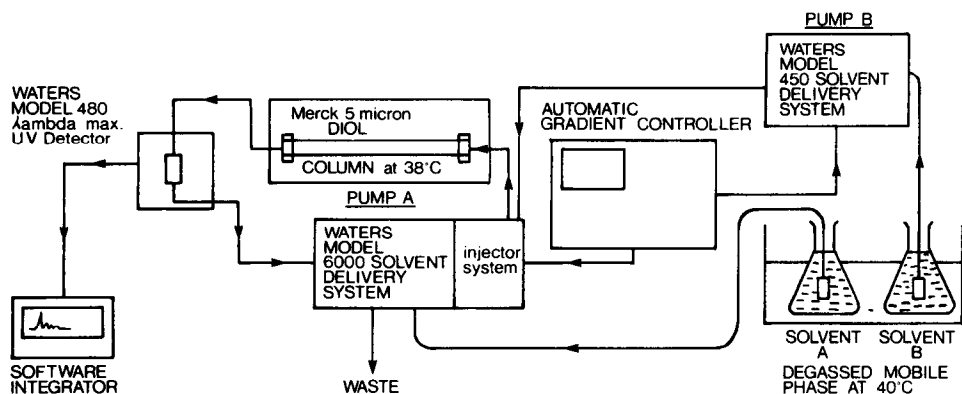 PUMP B
WATERS
MODEL
450 SOLVENT
DELIVERY
SYSTEM
WATERS
MODEL 480
λambda max.
UV Detector
Merck 5 micron
DIOL
COLUMN at 38°C
AUTOMATIC
GRADIENT CONTROLLER
PUMP A
WATERS
MODEL
6000 SOLVENT
DELIVERY
SYSTEM
injector
system
SOFTWARE
INTEGRATOR
WASTE
SOLVENT
A
SOLVENT
B
DEGASSED MOBILE
PHASE AT 40°C